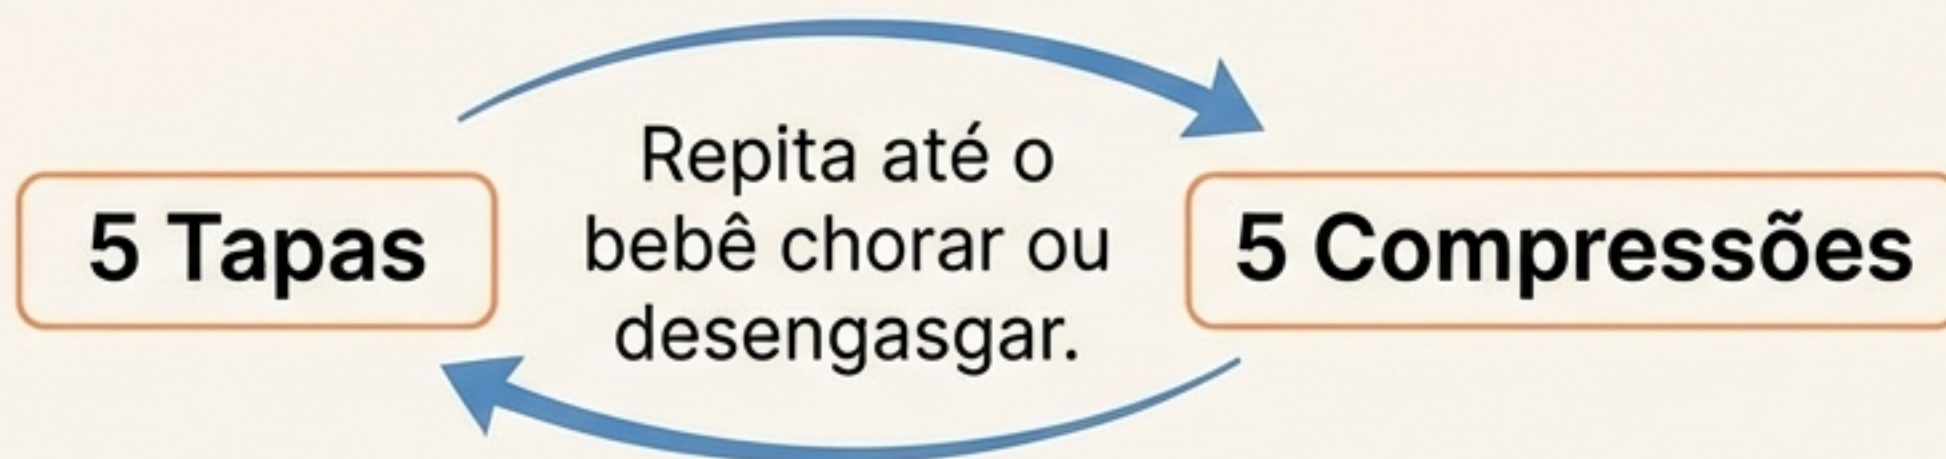 Repita até o
bebê chorar ou
desengasgar.
5 Tapas
5 Compressões